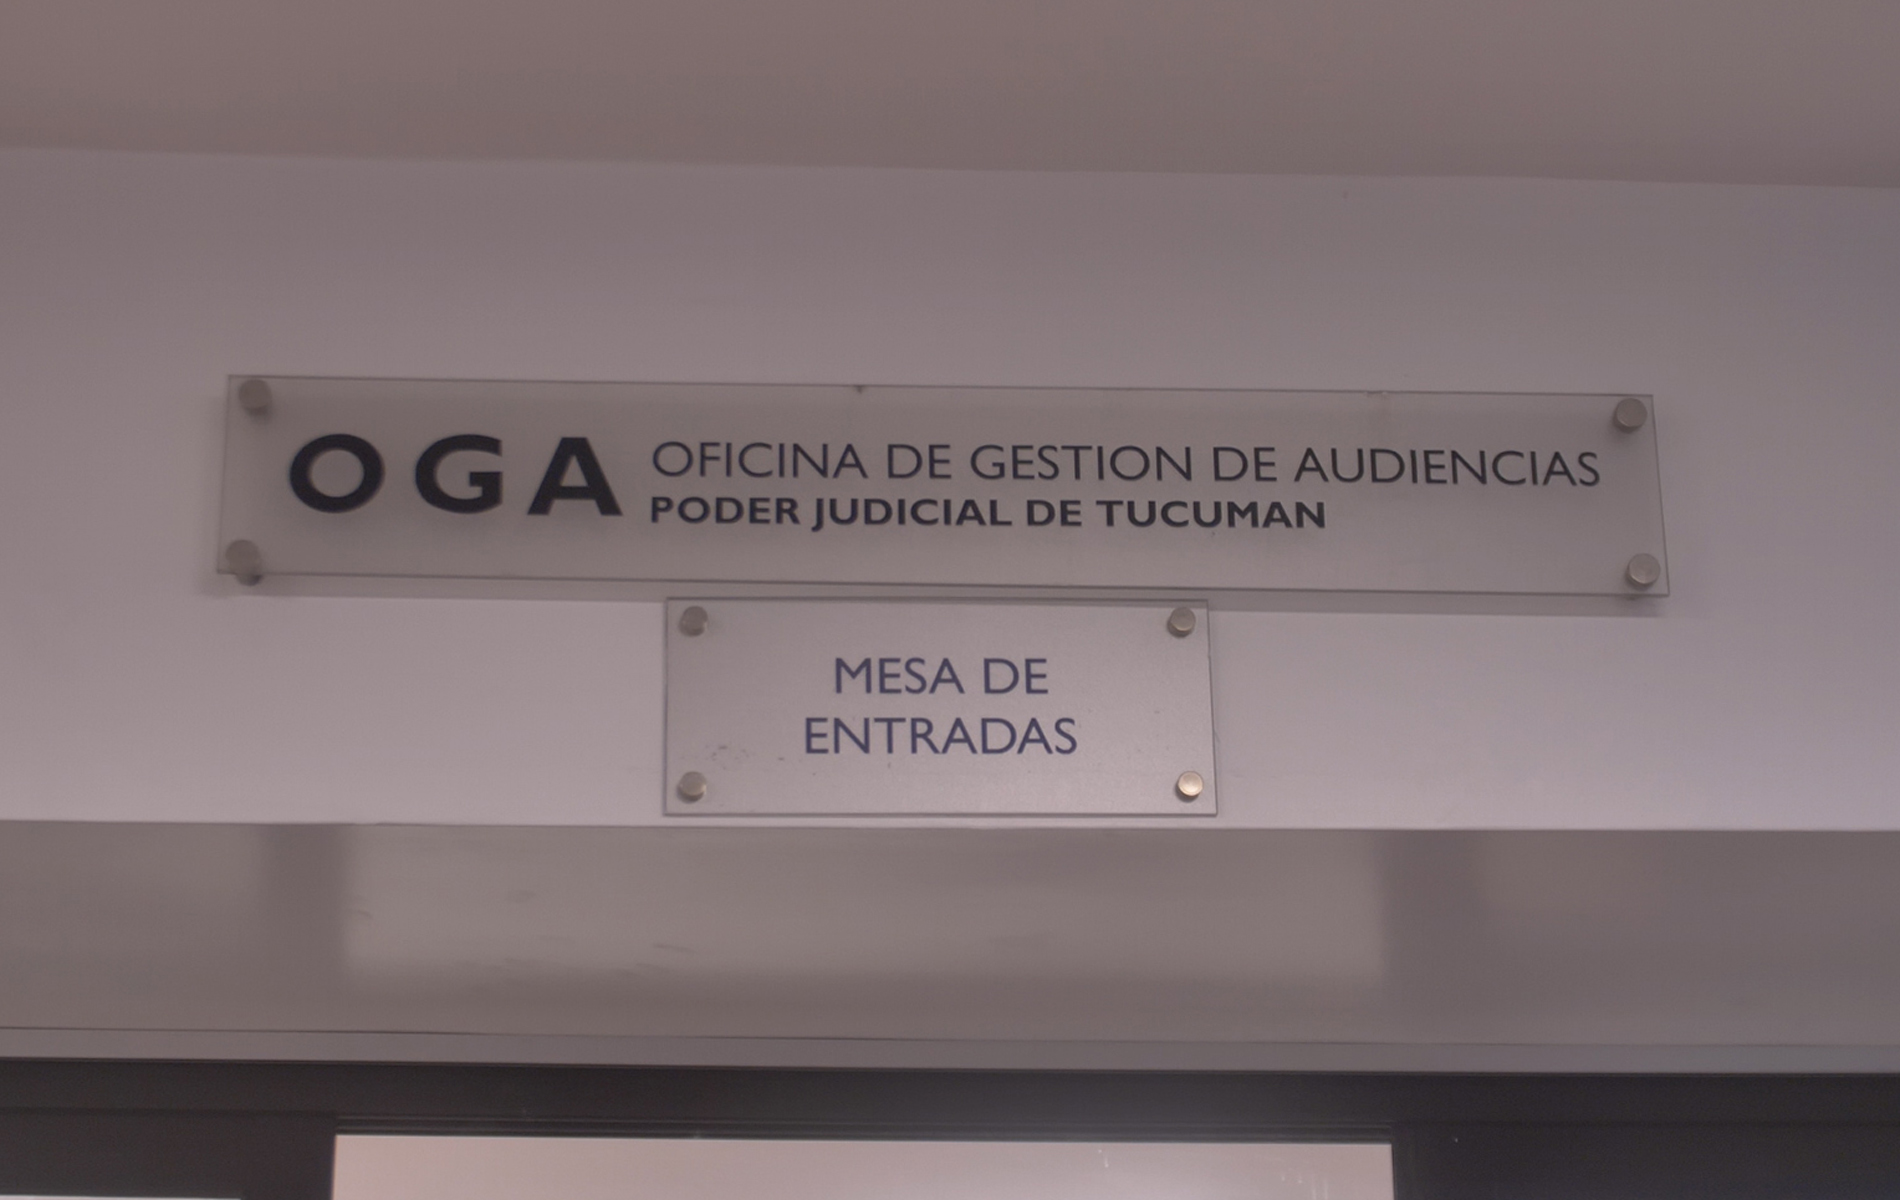 OGA
OFICINA DE GESTION DE AUDIENCIAS
PODER JUDICIAL DE TUCUMAN
MESA DE
ENTRADAS